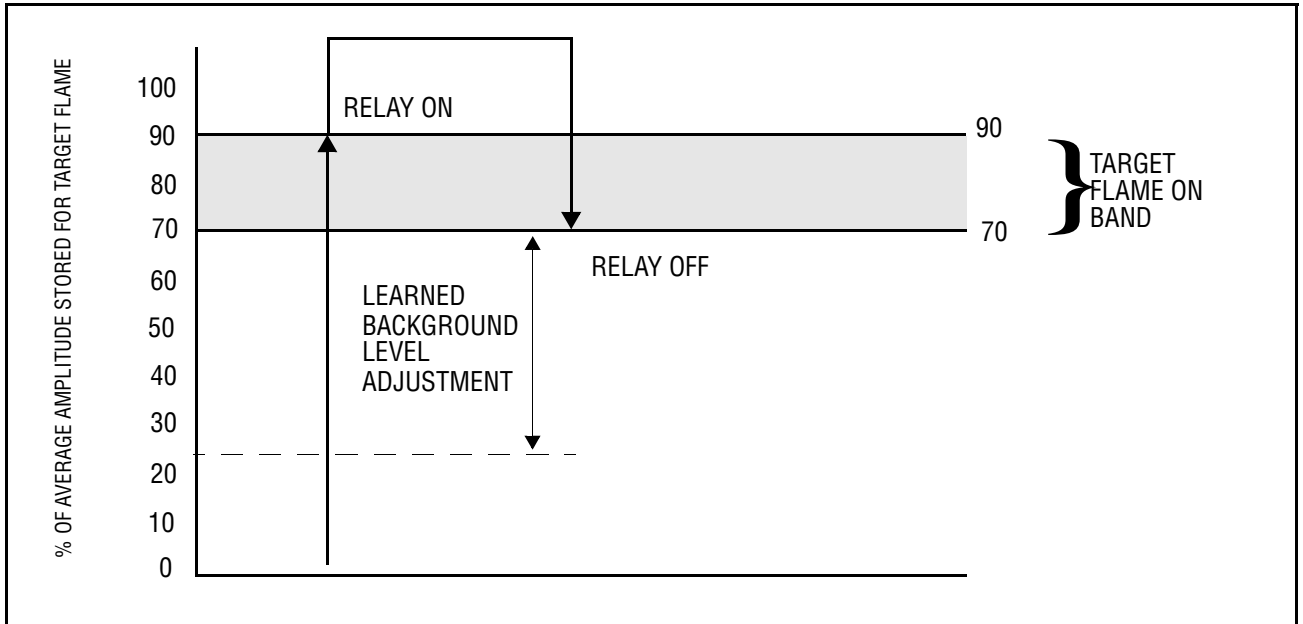 % OF AVERAGE AMPLITUDE STORED FOR TARGET FLAME
100
90
80
70
60
50
40
30
20
10
0
RELAY ON
RELAY OFF
LEARNED
BACKGROUND
LEVEL
ADJUSTMENT
90
70
TARGET
FLAME ON
BAND